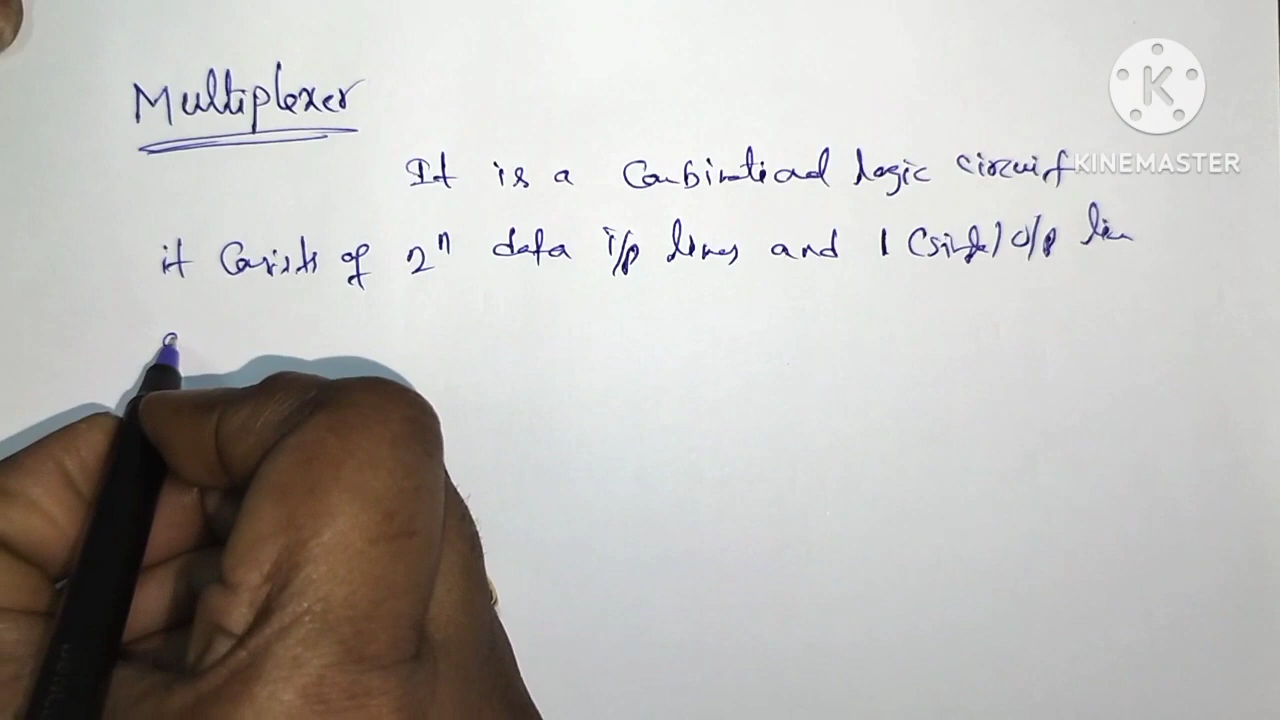 Multiplexer
It is a Combinational logic circuit
KINEMASTER
it Consists of 2^n data i/p lines and 1 (single) o/p line